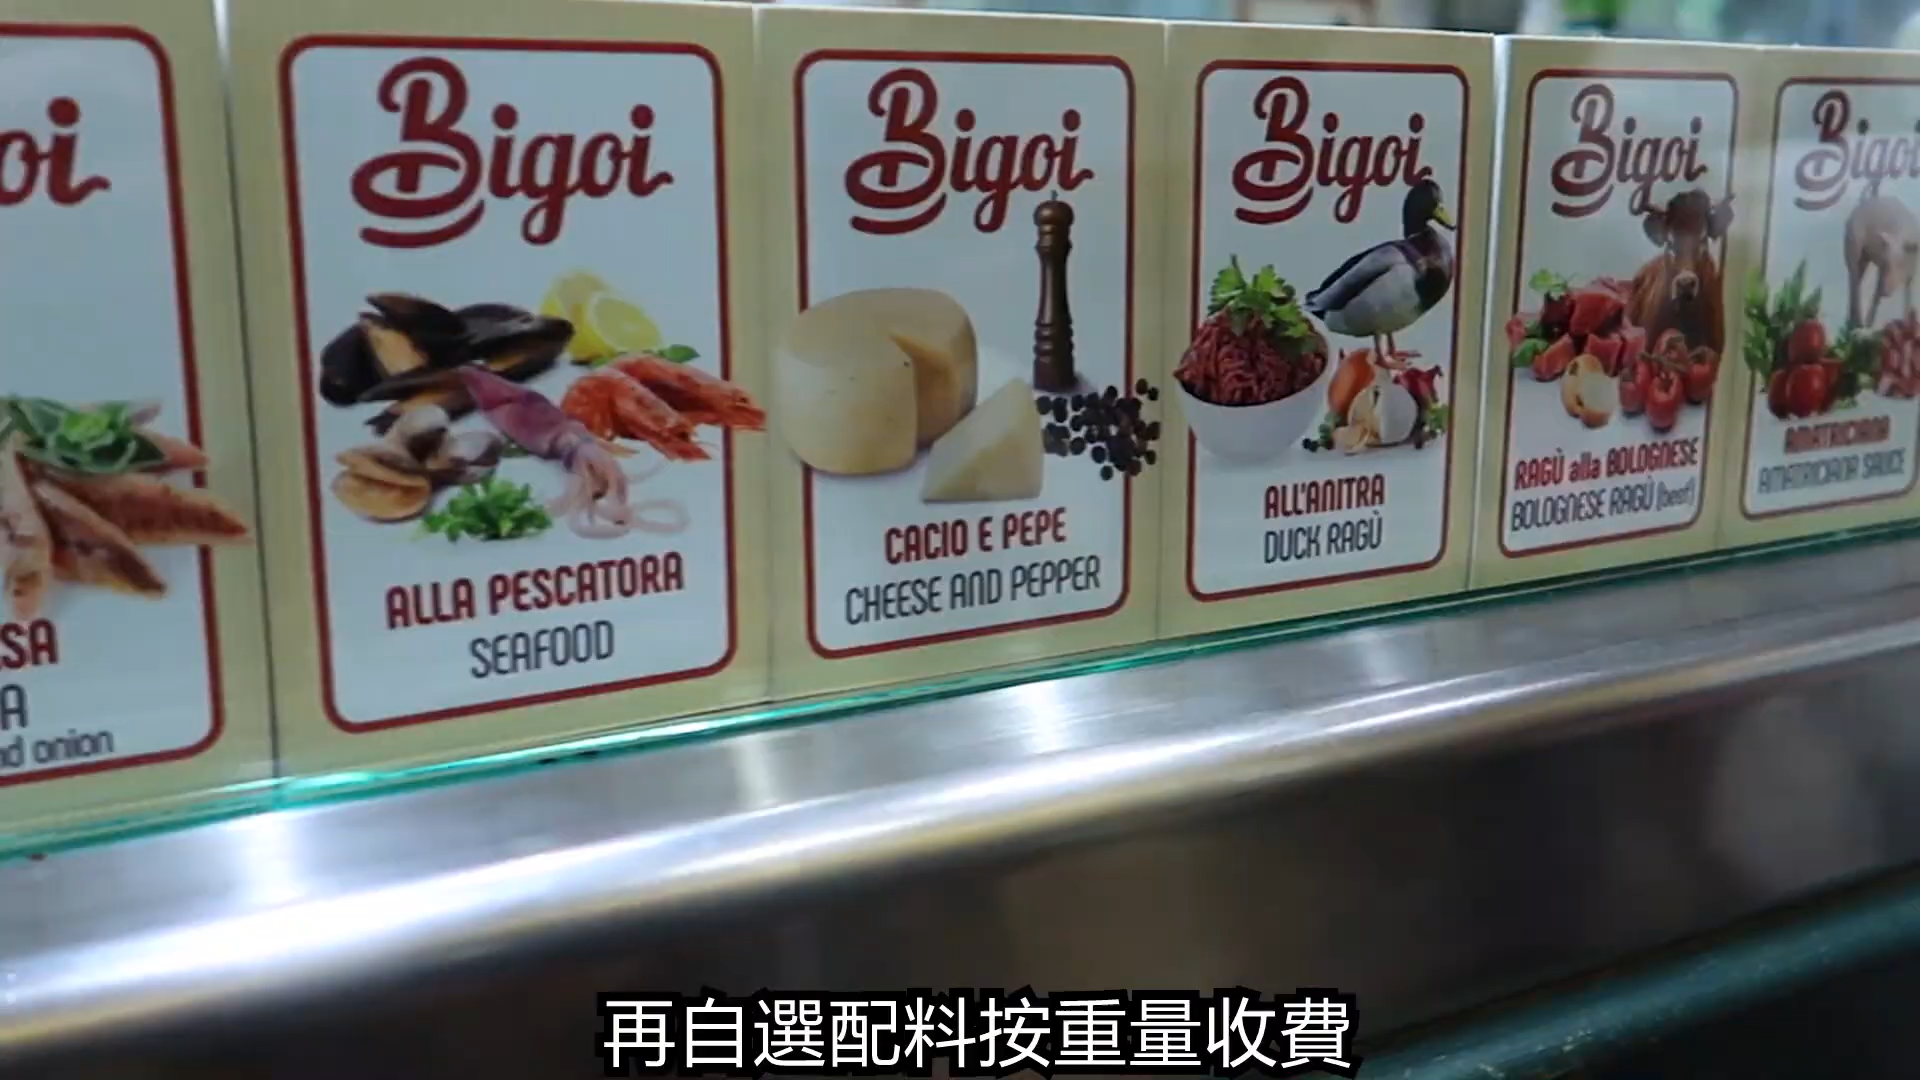 oi
SA
A
nd onion
Bigoi
ALLA PESCATORA
SEAFOOD
Bigoi
CACIO E PEPE
CHEESE AND PEPPER
Bigoi
ALL'ANITRA
DUCK RAGÙ
Bigoi
RAGÙ alla BOLOGNESE
BOLOGNESE RAGÙ (beef)
Bigoi
AMATRICIANA
AMATRICIANA SAUCE
再自選配料按重量收費